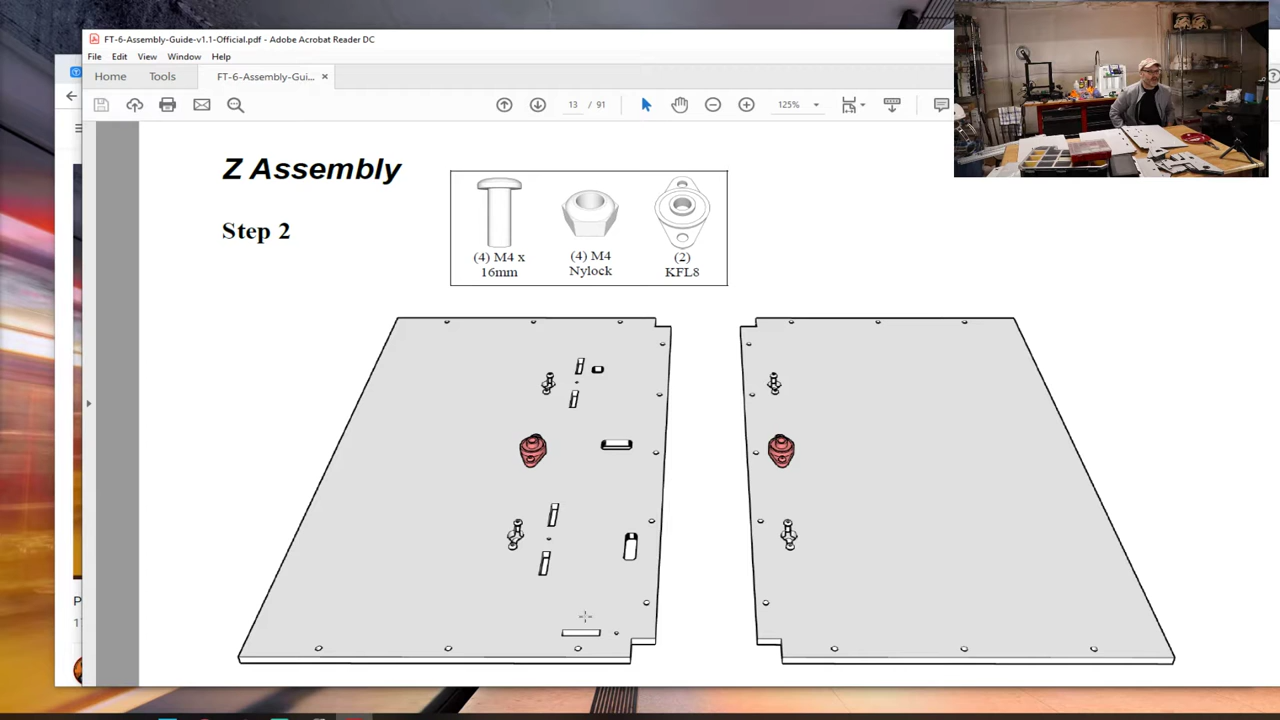 FT-6-Assembly-Guide-v1.1-Official.pdf - Adobe Acrobat Reader DC
File Edit View Window Help
Home Tools FT-6-Assembly-Gui... ×
13 / 91 125%
Z Assembly
Step 2
(4) M4 x
16mm
(4) M4
Nylock
(2)
KFL8